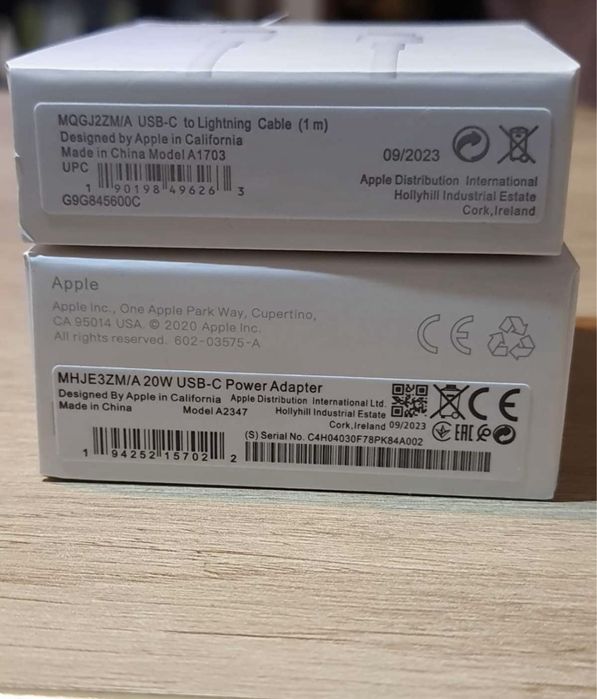 MQGJ2ZM/A USB-C to Lightning Cable (1 m)
Designed by Apple in California
Made in China Model A1703
UPC
1 90198 49626 3
G9G845600C
09/2023
Apple Distribution International
Hollyhill Industrial Estate
Cork,Ireland
Apple
Apple Inc., One Apple Park Way, Cupertino,
CA 95014 USA. © 2020 Apple Inc.
All rights reserved. 602-03575-A
CE
MHJE3ZM/A 20W USB-C Power Adapter
Designed By Apple in California Apple Distribution International Ltd.
Made in China Model A2347 Hollyhill Industrial Estate
Cork,Ireland 09/2023
CE
EAC
(S) Serial No. C4H04030F78PK84A002
1 94252 15702 2